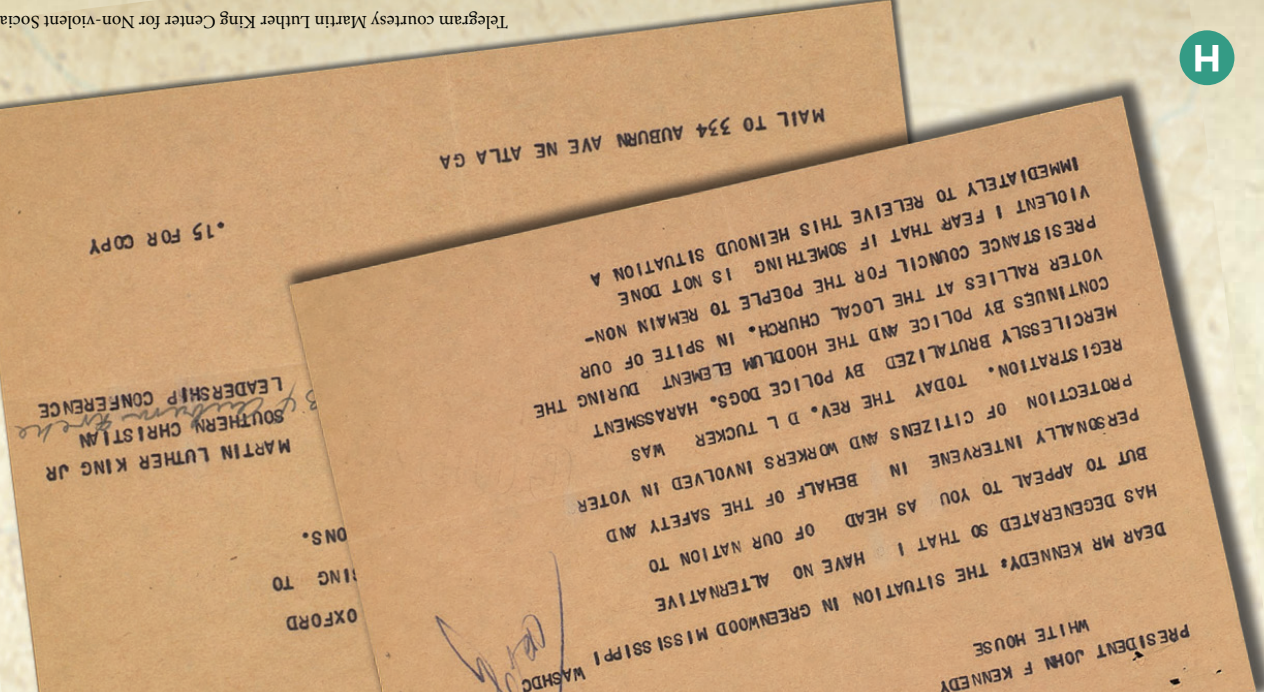 PRESIDENT JOHN F KENNEDY
WHITE HOUSE
WASHDC
DEAR MR KENNEDY: THE SITUATION IN GREENWOOD MISSISSIPPI
HAS DEGENERATED SO THAT I HAVE NO ALTERNATIVE
BUT TO APPEAL TO YOU AS HEAD OF OUR NATION TO
PERSONALLY INTERVENE IN BEHALF OF THE SAFETY AND
PROTECTION OF CITIZENS AND WORKERS INVOLVED IN VOTER
REGISTRATION. TODAY THE REV. D L TUCKER WAS
MERCILESSLY BRUTALIZED BY POLICE DOGS. HARASSMENT
CONTINUES BY POLICE AND THE HOODLUM ELEMENT DURING THE
VOTER RALLIES AT THE LOCAL CHURCH. IN SPITE OF OUR
PRESISTANCE COUNCIL FOR THE POEPLE TO REMAIN NON-
VIOLENT I FEAR THAT IF SOMETHING IS NOT DONE
IMMEDIATELY TO RELEIVE THIS HEINOUD SITUATION A
OXFORD
TO
ONS.
MARTIN LUTHER KING JR
SOUTHERN CHRISTIAN
LEADERSHIP CONFERENCE
.15 FOR COPY
MAIL TO 334 AUBURN AVE NE ATLA GA
Telegram courtesy Martin Luther King Center for Non-violent Socia
H